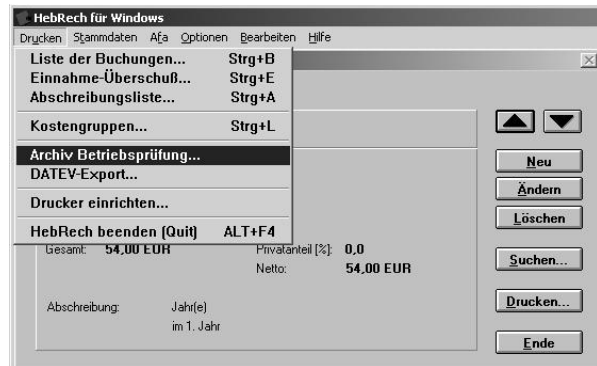 HebRech für Windows
Drucken Stammdaten Afa Optionen Bearbeiten Hilfe
Liste der Buchungen... Strg+B
Einnahme-Überschuß... Strg+E
Abschreibungsliste... Strg+A
Kostengruppen... Strg+L
Archiv Betriebsprüfung...
DATEV-Export...
Drucker einrichten...
HebRech beenden (Quit) ALT+F4
Gesamt: 54,00 EUR Privatanteil [%]: 0,0
Netto: 54,00 EUR
Abschreibung: Jahr(e)
im 1. Jahr
Neu
Ändern
Löschen
Suchen...
Drucken...
Ende